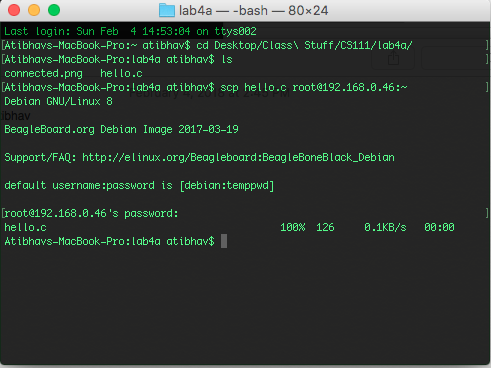 lab4a — -bash — 80×24
Last login: Sun Feb  4 14:53:04 on ttys002
[Atibhavs-MacBook-Pro:~ atibhav$ cd Desktop/Class\ Stuff/CS111/lab4a/ ]
[Atibhavs-MacBook-Pro:lab4a atibhav$ ls ]
connected.png   hello.c
[Atibhavs-MacBook-Pro:lab4a atibhav$ scp hello.c root@192.168.0.46:~ ]
Debian GNU/Linux 8
BeagleBoard.org Debian Image 2017-03-19
Support/FAQ: http://elinux.org/Beagleboard:BeagleBoneBlack_Debian
default username:password is [debian:temppwd]
[root@192.168.0.46's password: ]
hello.c                                       100%  126     0.1KB/s   00:00
Atibhavs-MacBook-Pro:lab4a atibhav$